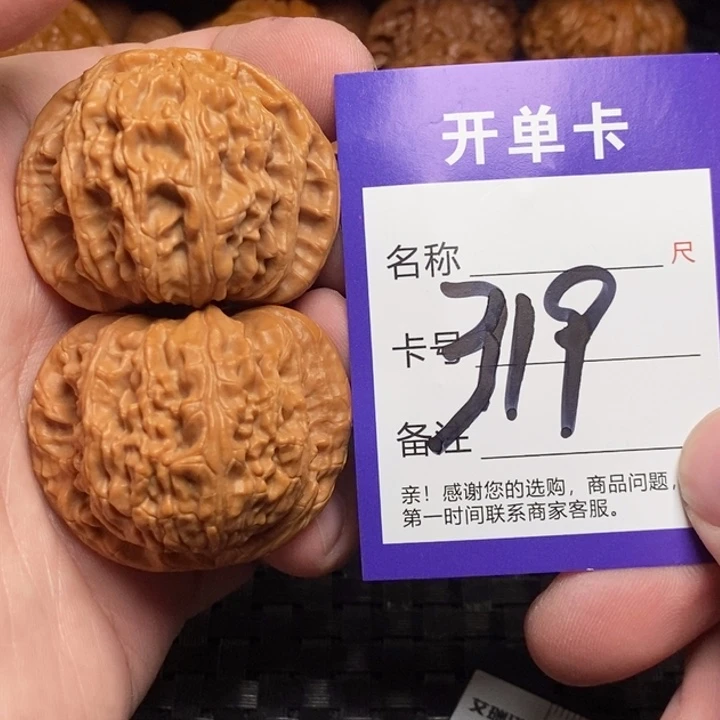 开单卡
名称 尺
卡号 319
备注
亲！感谢您的选购，商品问题，
第一时间联系商家客服。